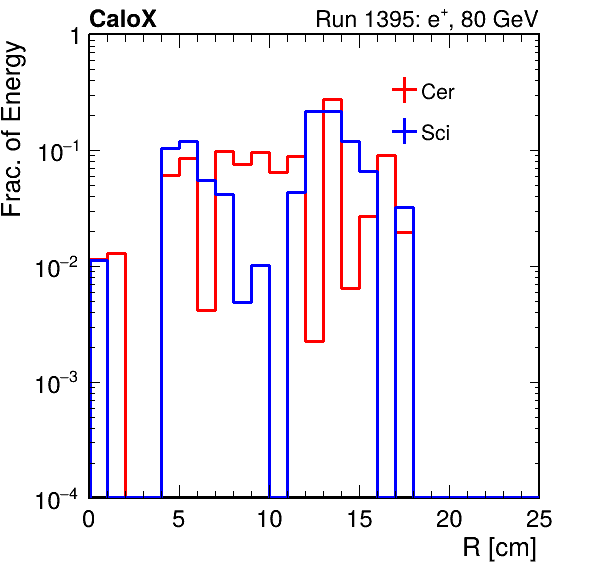 CaloX Run 1395: e⁺, 80 GeV
Frac. of Energy
1
10⁻¹
10⁻²
10⁻³
10⁻⁴
Cer
Sci
0 5 10 15 20 25
R [cm]